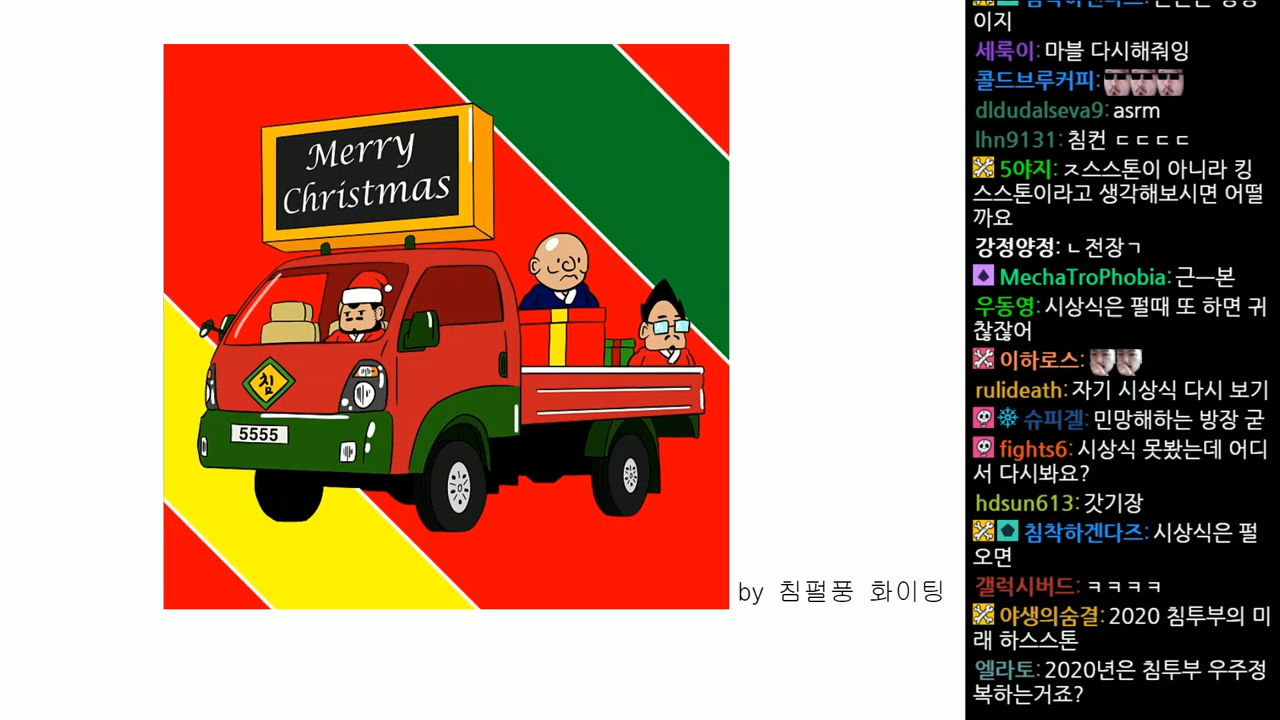 Merry
Christmas
침
5555
by 침펄풍 화이팅
이지
세룩이: 마블 다시해줘잉
콜드브루커피:
dldudalseva9: asrm
lhn9131: 침컨 ㄷㄷㄷㄷ
5야지: ㅈ스스톤이 아니라 킹
스스톤이라고 생각해보시면 어떨
까요
강정양정: ㄴ전장ㄱ
MechaTroPhobia: 근—본
우동영: 시상식은 펄때 또 하면 귀
찮잖어
이하로스:
rulideath: 자기 시상식 다시 보기
슈피겔: 민망해하는 방장 굳
fights6: 시상식 못봤는데 어디
서 다시봐요?
hdsun613: 갓기장
침착하겐다즈: 시상식은 펄
오면
갤럭시버드: ㅋㅋㅋㅋ
야생의숨결: 2020 침투부의 미
래 하스스톤
엘라토: 2020년은 침투부 우주정
복하는거죠?